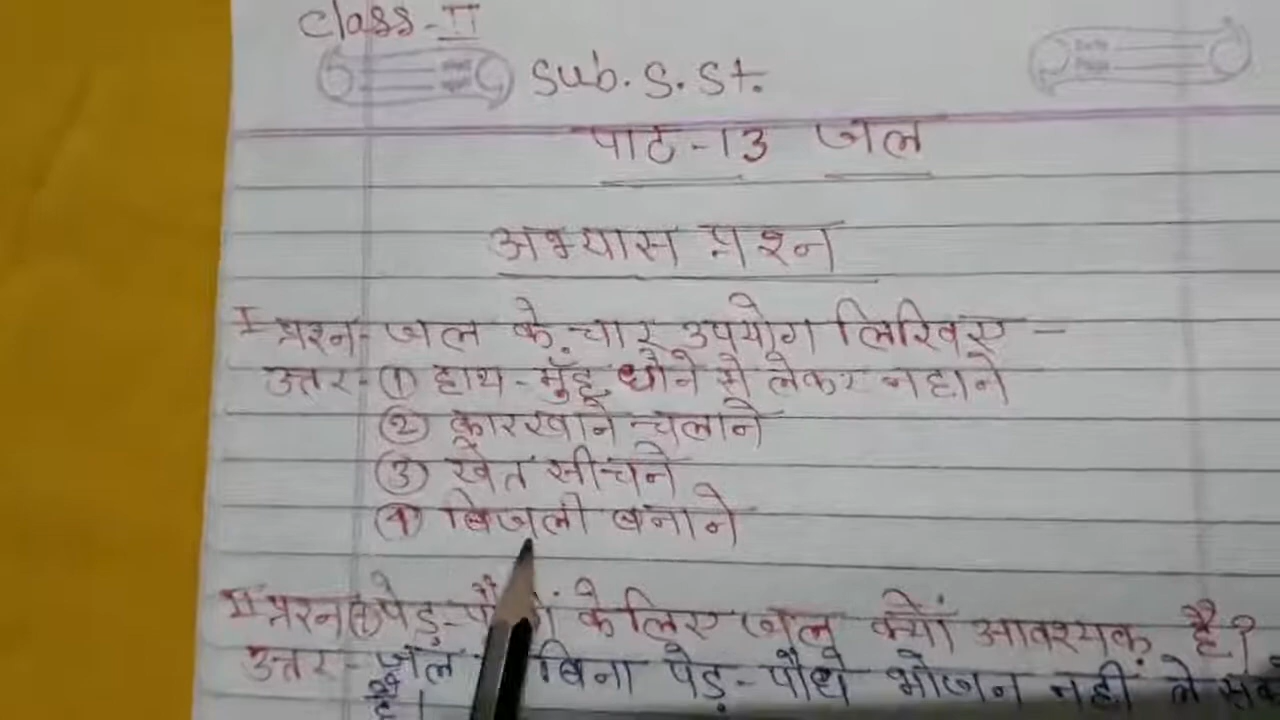 Class-II
Sub. S. St.
पाठ-13 जल
अभ्यास प्रश्न
I प्रश्न- जल के चार उपयोग लिखिए -
उत्तर- ① हाथ-मुँह धोने से लेकर नहाने
② कारखाने चलाने
③ खेत सींचने
④ बिजली बनाने
II प्रश्न ① पेड़- के लिए जल क्यों आवश्यक है?
उत्तर- जल बिना पेड़-पौधे भोजन नहीं ले